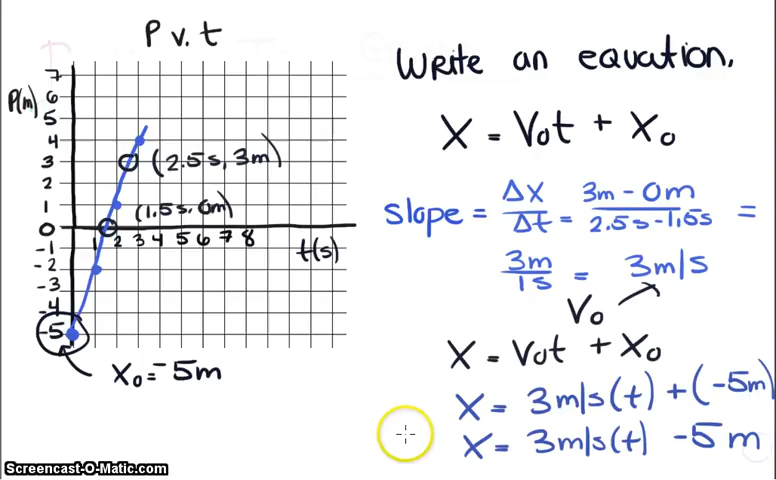 P v. t
P(m)
7
6
5
4
3
2
1
0
-1
-2
-3
-4
-5
1 2 3 4 5 6 7 8
t(s)
(2.5s, 3m)
(1.5s, 0m)
X₀ = -5m
Write an equation.
X = V₀t + X₀
slope = ΔX/Δt = 3m - 0m/2.5s - 1.5s =
3m/1s = 3m/s
V₀
X = V₀t + X₀
X = 3m/s(t) + (-5m)
X = 3m/s(t) - 5m
Screencast-O-Matic.com